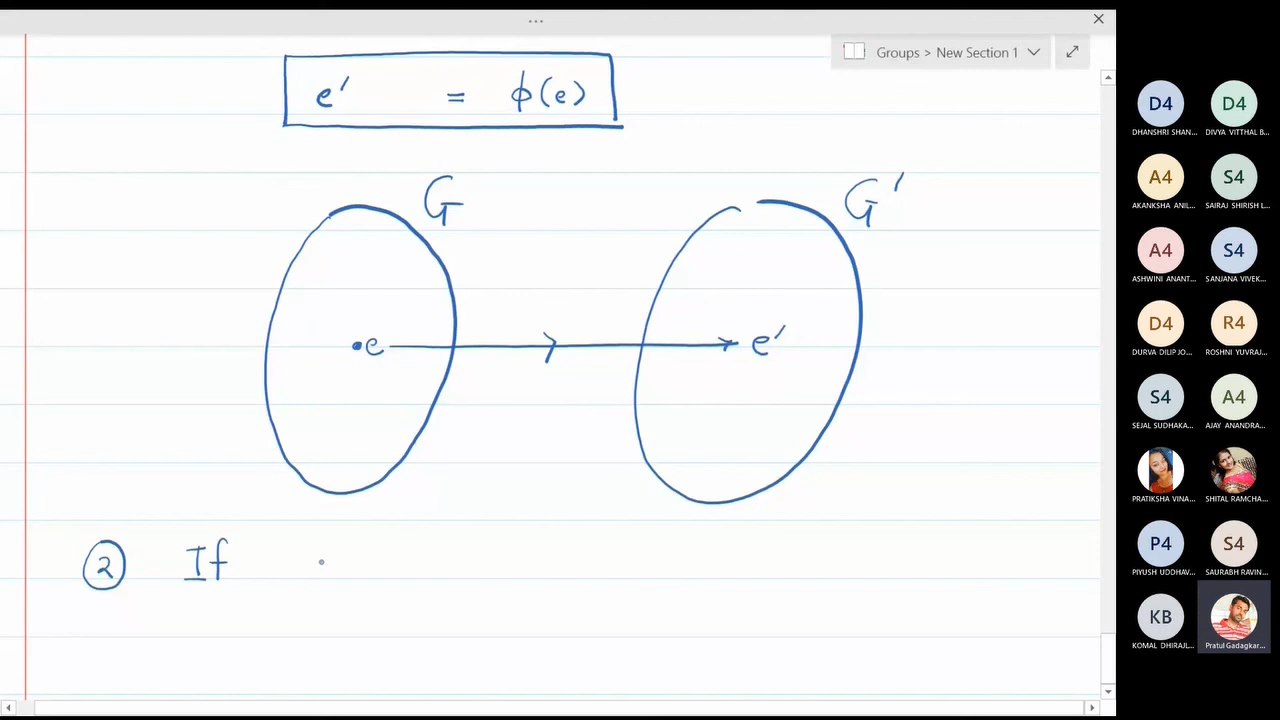 Groups > New Section 1
e′ = ϕ(e)
G G′
e e′
2 If
D4 D4
DHANSHRI SHAN... DIVYA VITTHAL B...
A4 S4
AKANKSHA ANIL... SAIRAJ SHIRISH L...
A4 S4
ASHWINI ANANT... SANJANA VIVEK...
D4 R4
DURVA DILIP JO... ROSHNI YUVRAJ...
S4 A4
SEJAL SUDHAKA... AJAY ANANDRA...
PRATIKSHA VINA... SHITAL RAMCHA...
P4 S4
PIYUSH UDDHAV... SAURABH RAVIN...
KB
KOMAL DHIRAJL... Pratul Gadagkar...